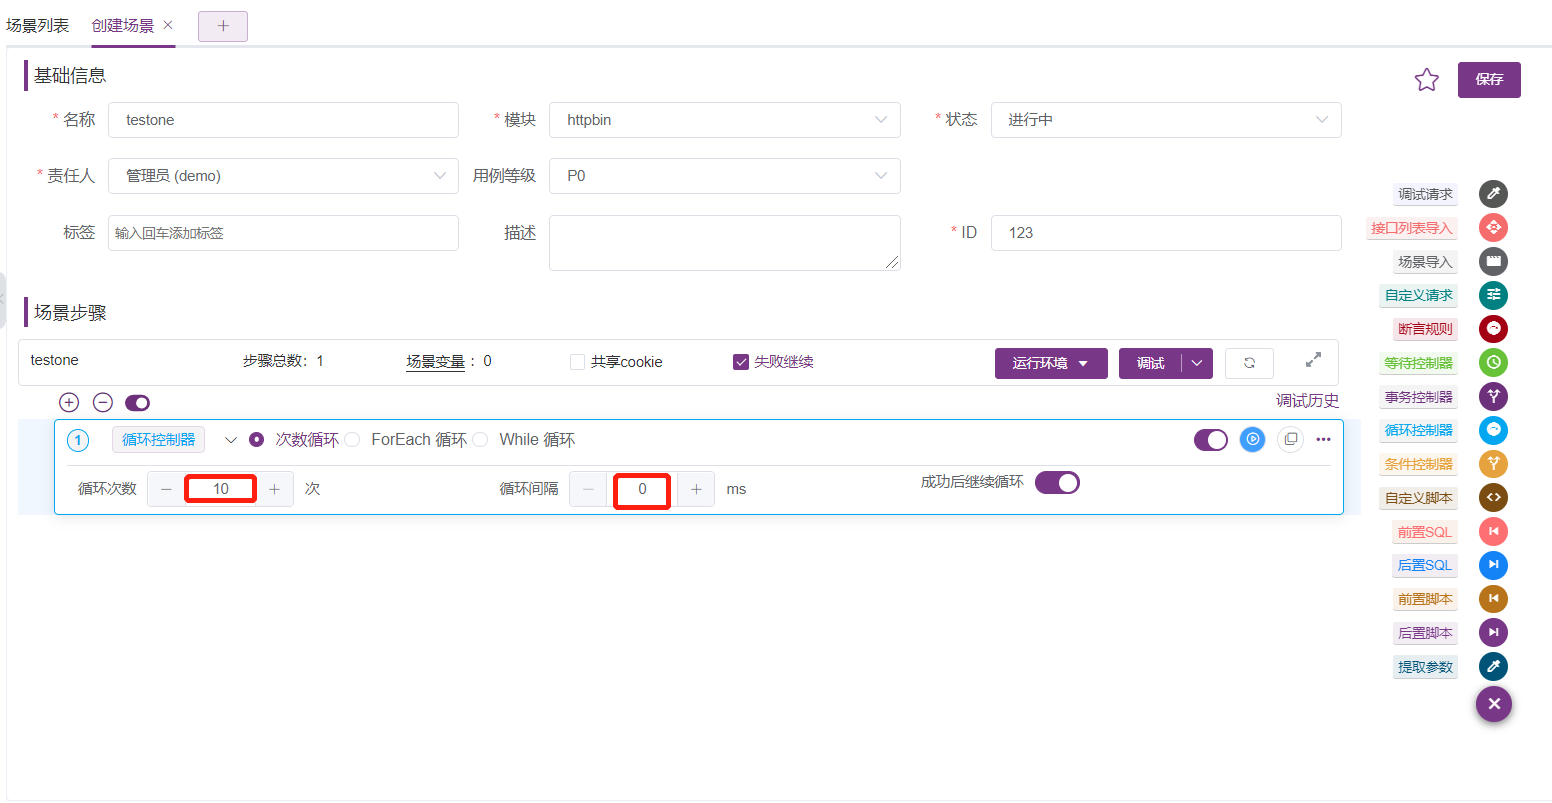 场景列表 创建场景
基础信息 保存
* 名称 testone * 模块 httpbin * 状态 进行中
* 责任人 管理员 (demo) 用例等级 P0
标签 输入回车添加标签 描述 * ID 123
场景步骤
testone 步骤总数：1 场景变量 ：0 共享cookie 失败继续 运行环境 调试
调试历史
1 循环控制器 次数循环 ForEach 循环 While 循环
循环次数 10 次 循环间隔 0 ms 成功后继续循环
调试请求
接口列表导入
场景导入
自定义请求
断言规则
等待控制器
事务控制器
循环控制器
条件控制器
自定义脚本
前置SQL
后置SQL
前置脚本
后置脚本
提取参数